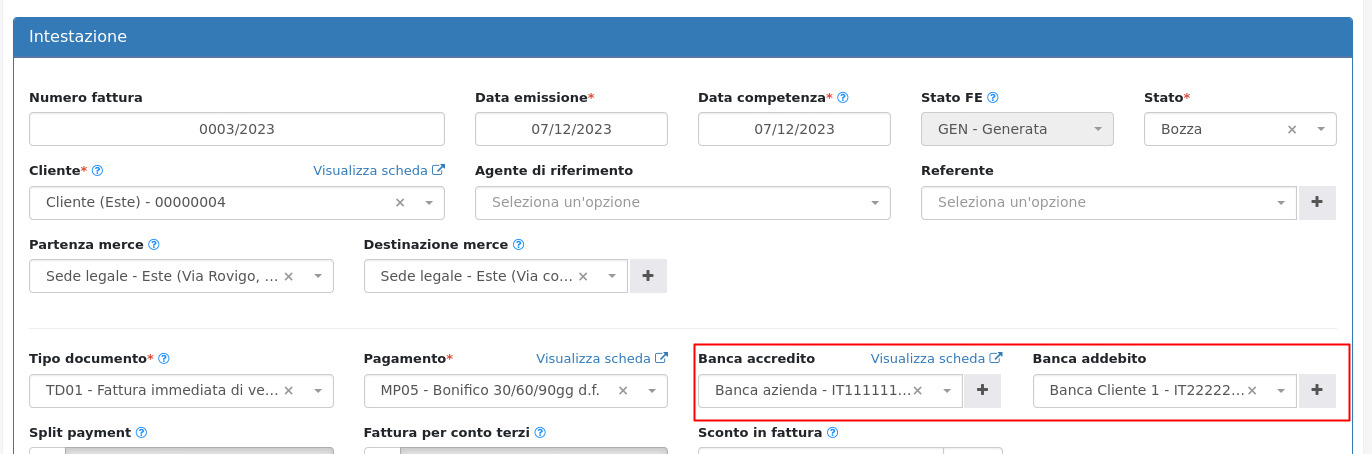 Intestazione
Numero fattura Data emissione* Data competenza* Stato FE Stato*
0003/2023 07/12/2023 07/12/2023 GEN - Generata Bozza ×
Cliente* Visualizza scheda Agente di riferimento Referente
Cliente (Este) - 00000004 × Seleziona un'opzione Seleziona un'opzione +
Partenza merce Destinazione merce
Sede legale - Este (Via Rovigo, ... × Sede legale - Este (Via co... × +
Tipo documento* Pagamento* Visualizza scheda Banca accredito Visualizza scheda Banca addebito
TD01 - Fattura immediata di ve... × MP05 - Bonifico 30/60/90gg d.f. × Banca azienda - IT111111... × + Banca Cliente 1 - IT22222... × +
Split payment Fattura per conto terzi Sconto in fattura